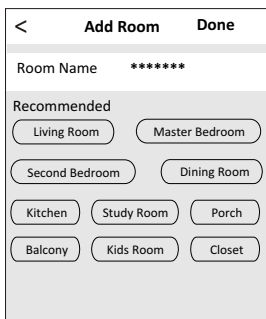 < Add Room Done
Room Name *******
Recommended
Living Room Master Bedroom
Second Bedroom Dining Room
Kitchen Study Room Porch
Balcony Kids Room Closet